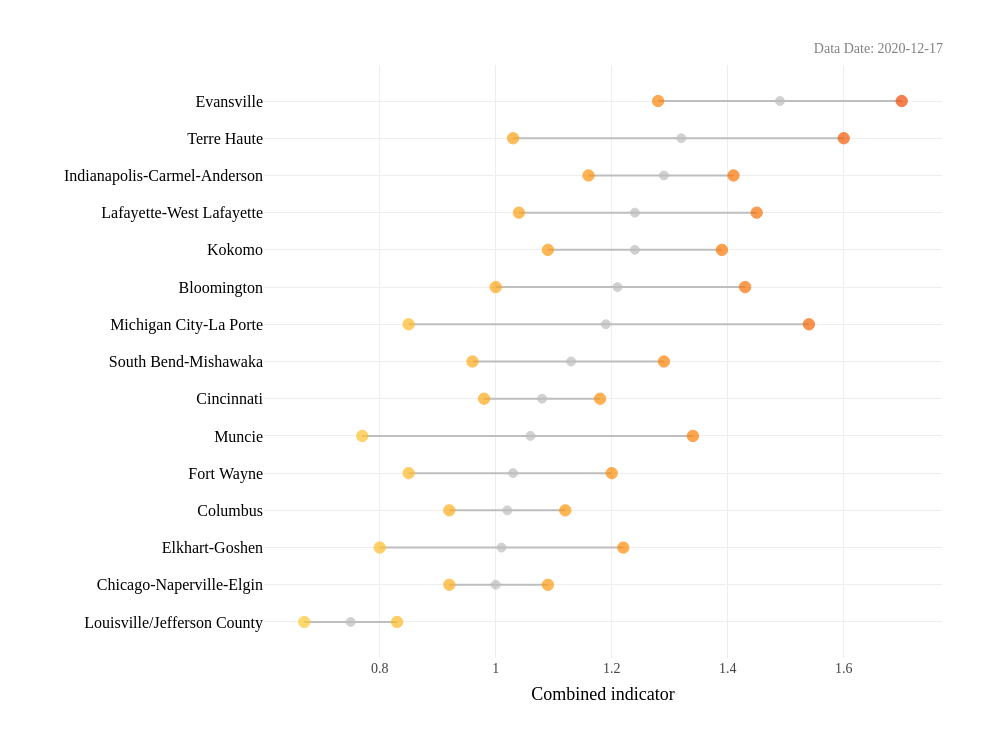 Data Date: 2020-12-17
Evansville
Terre Haute
Indianapolis-Carmel-Anderson
Lafayette-West Lafayette
Kokomo
Bloomington
Michigan City-La Porte
South Bend-Mishawaka
Cincinnati
Muncie
Fort Wayne
Columbus
Elkhart-Goshen
Chicago-Naperville-Elgin
Louisville/Jefferson County
0.8 1 1.2 1.4 1.6
Combined indicator